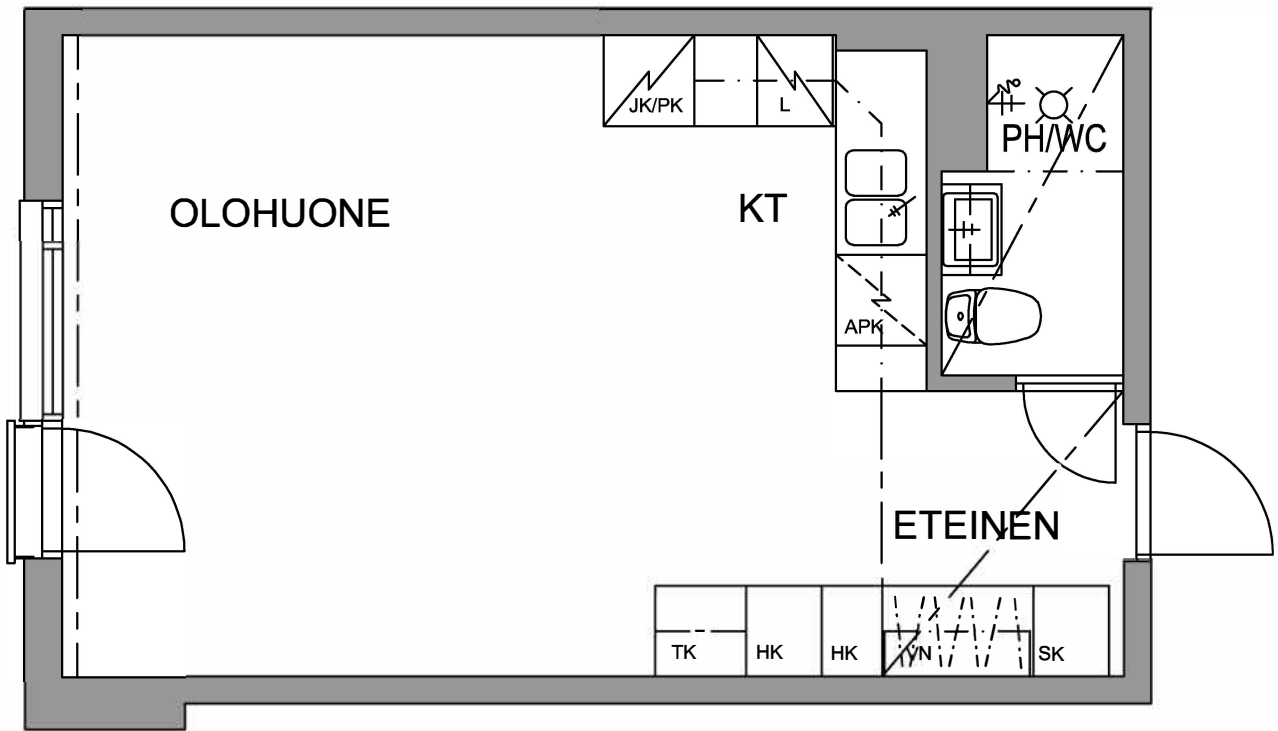 JK/PK
L
PH/WC
OLOHUONE
KT
APK
ETEINEN
TK
HK
HK
VN
SK